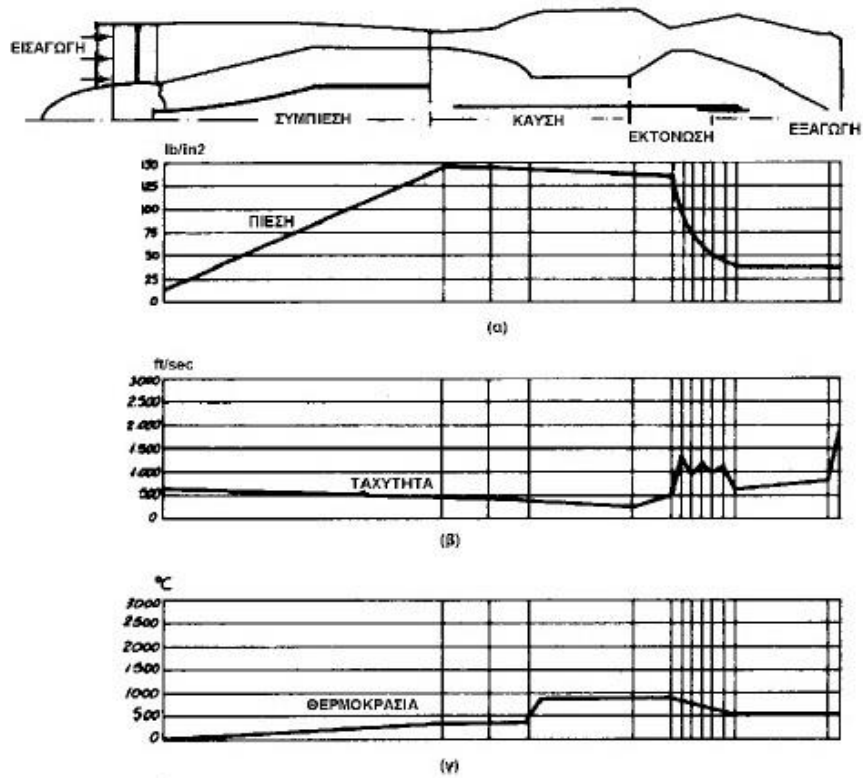 ΕΙΣΑΓΩΓΗ
ΣΥΜΠΙΕΣΗ
ΚΑΥΣΗ
ΕΚΤΟΝΩΣΗ
ΕΞΑΓΩΓΗ
lb/in2
150
125
100
75
50
25
0
ΠΙΕΣΗ
(α)
ft/sec
3000
2500
2000
1500
1000
500
0
ΤΑΧΥΤΗΤΑ
(β)
°C
3000
2500
2000
1500
1000
500
0
ΘΕΡΜΟΚΡΑΣΙΑ
(γ)